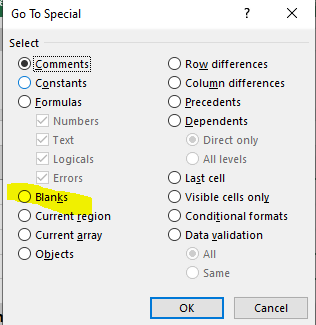 Go To Special
Select
Comments
Constants
Formulas
Numbers
Text
Logicals
Errors
Blanks
Current region
Current array
Objects
Row differences
Column differences
Precedents
Dependents
Direct only
All levels
Last cell
Visible cells only
Conditional formats
Data validation
All
Same
OK
Cancel